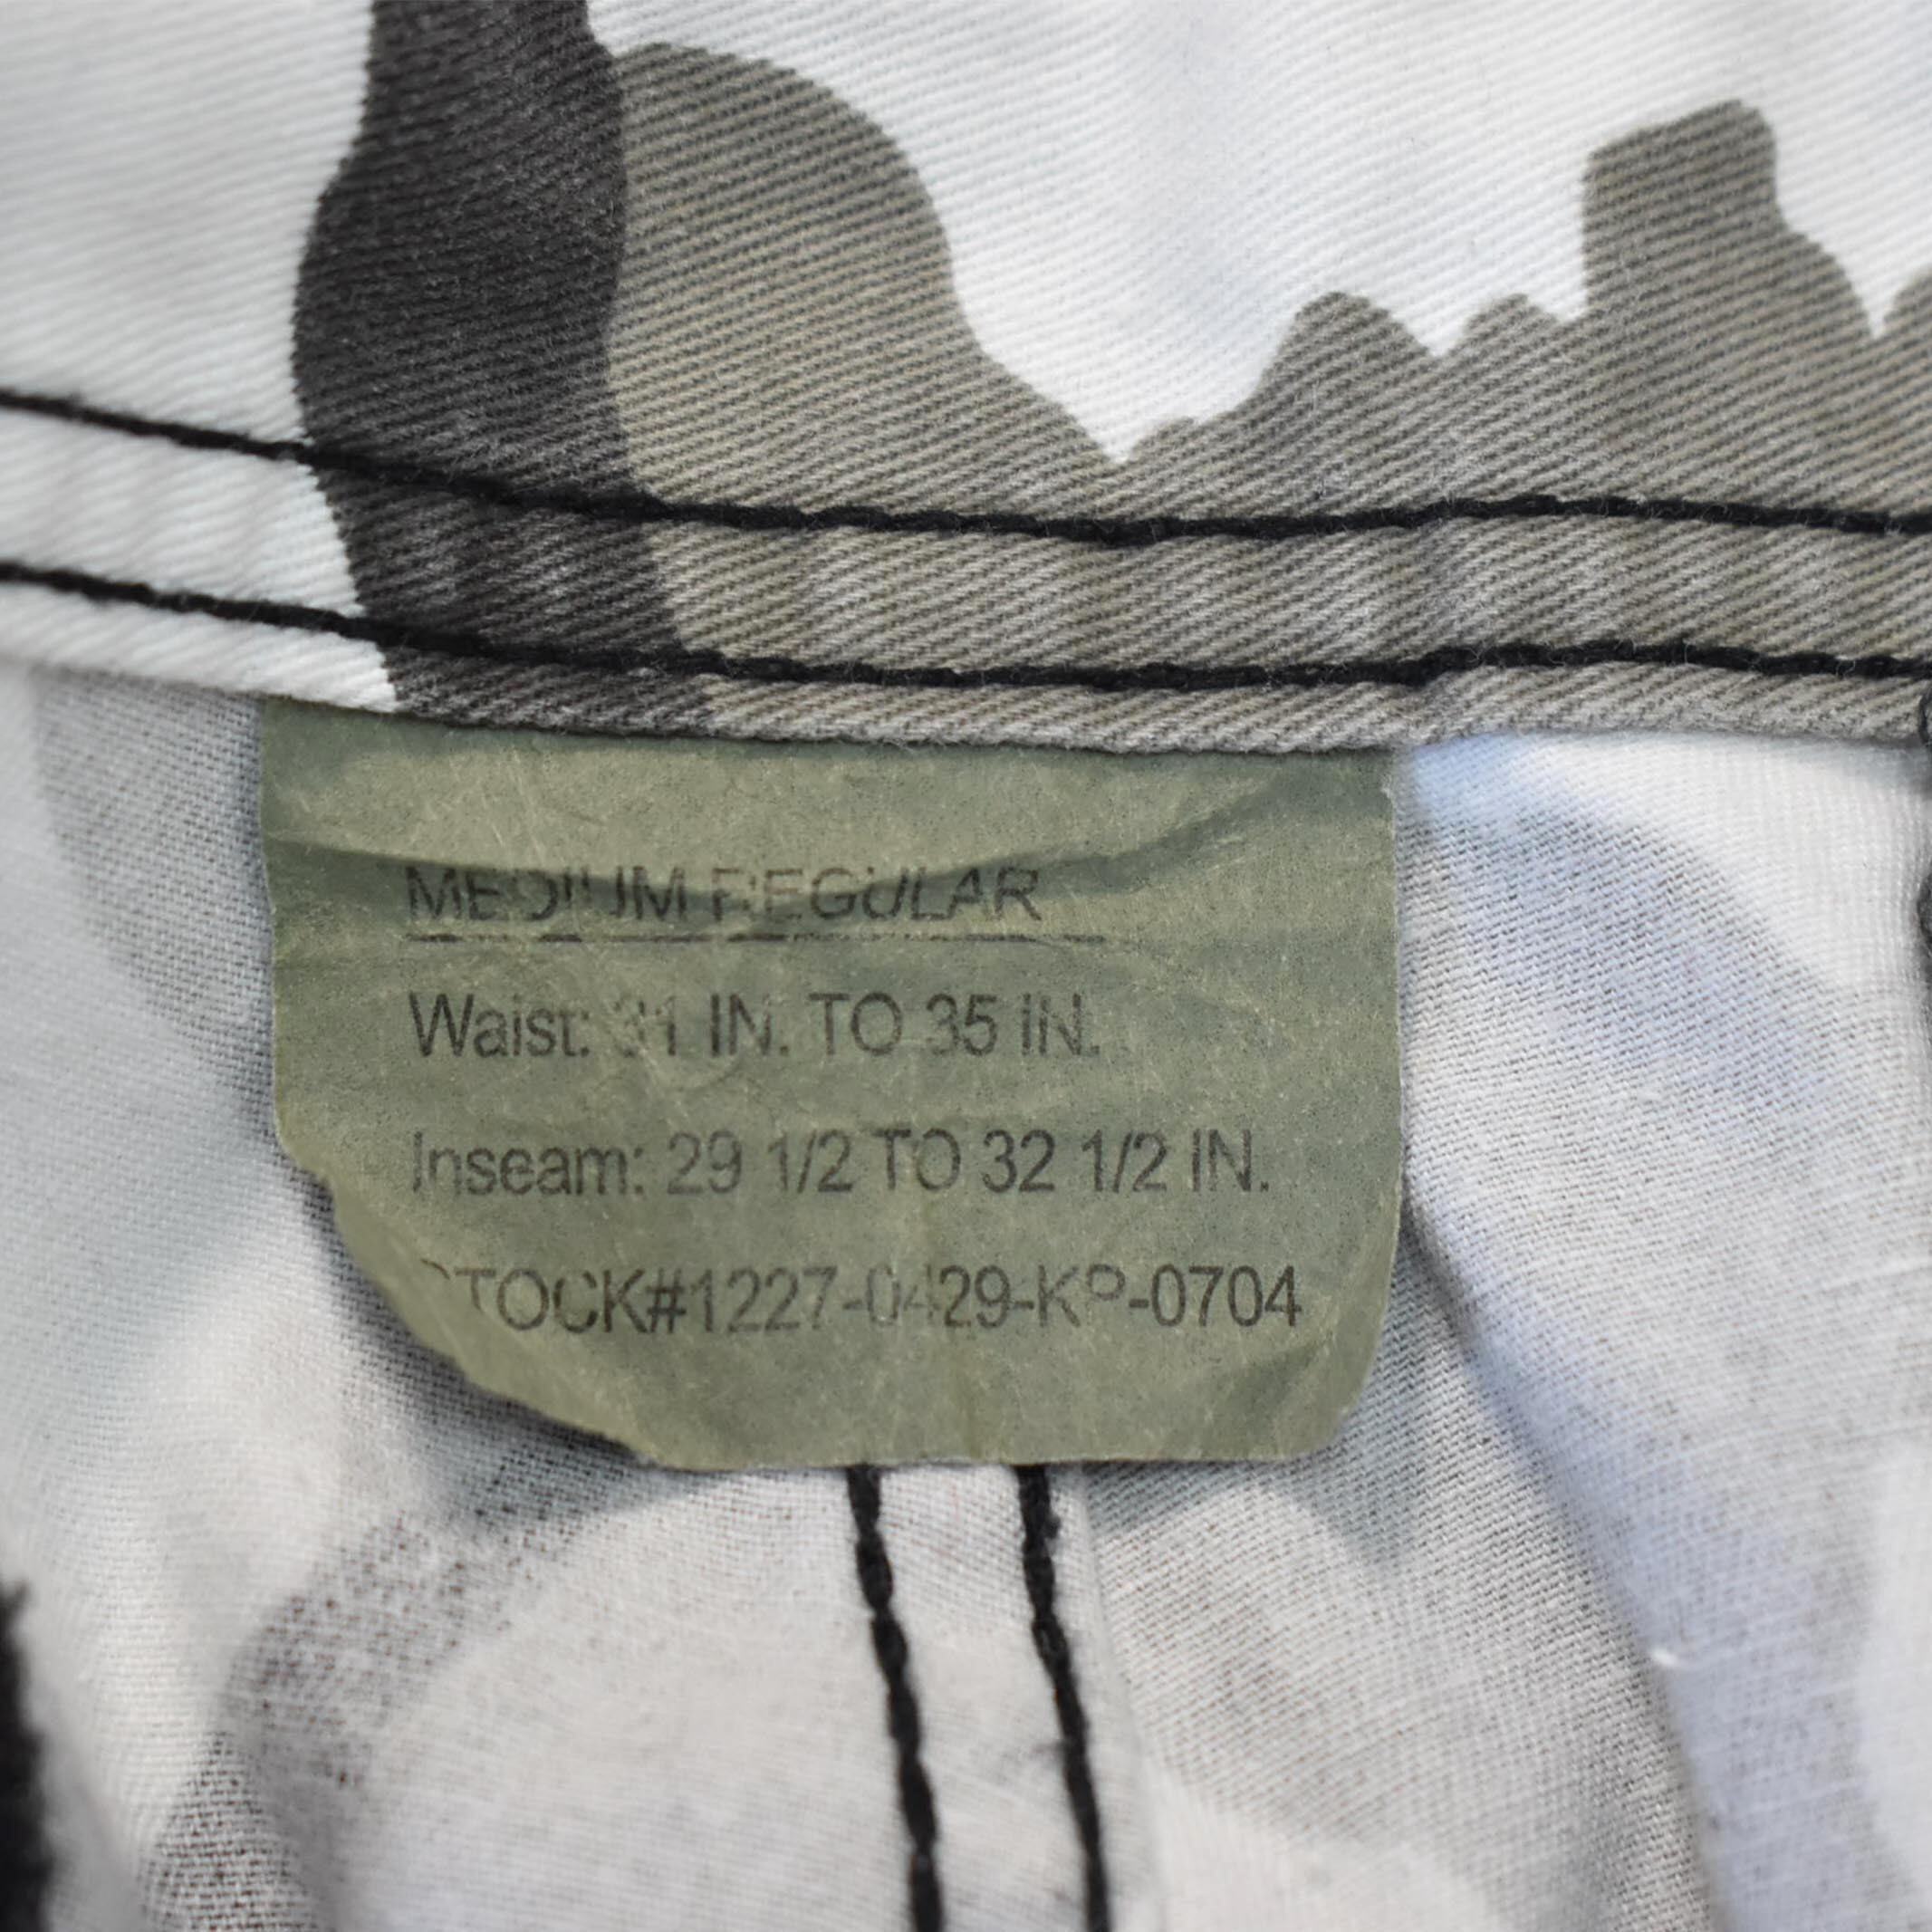 MEDIUM REGULAR
Waist: 31 IN. TO 35 IN.
Inseam: 29 1/2 TO 32 1/2 IN.
STOCK#1227-0429-KP-0704